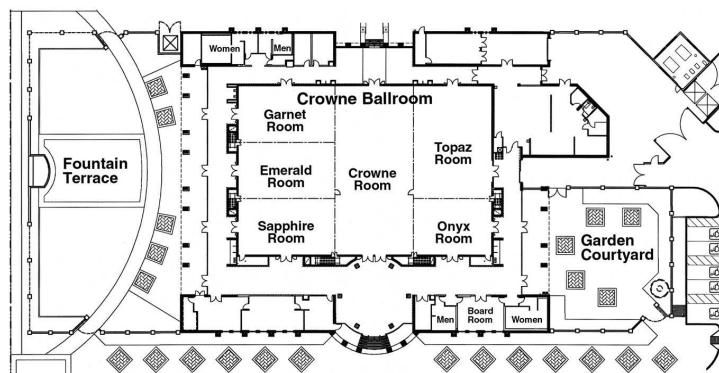 Women
Men
Crowne Ballroom
Garnet
Room
Topaz
Room
Fountain
Terrace
Emerald
Room
Crowne
Room
Sapphire
Room
Onyx
Room
Garden
Courtyard
Men
Board
Room
Women